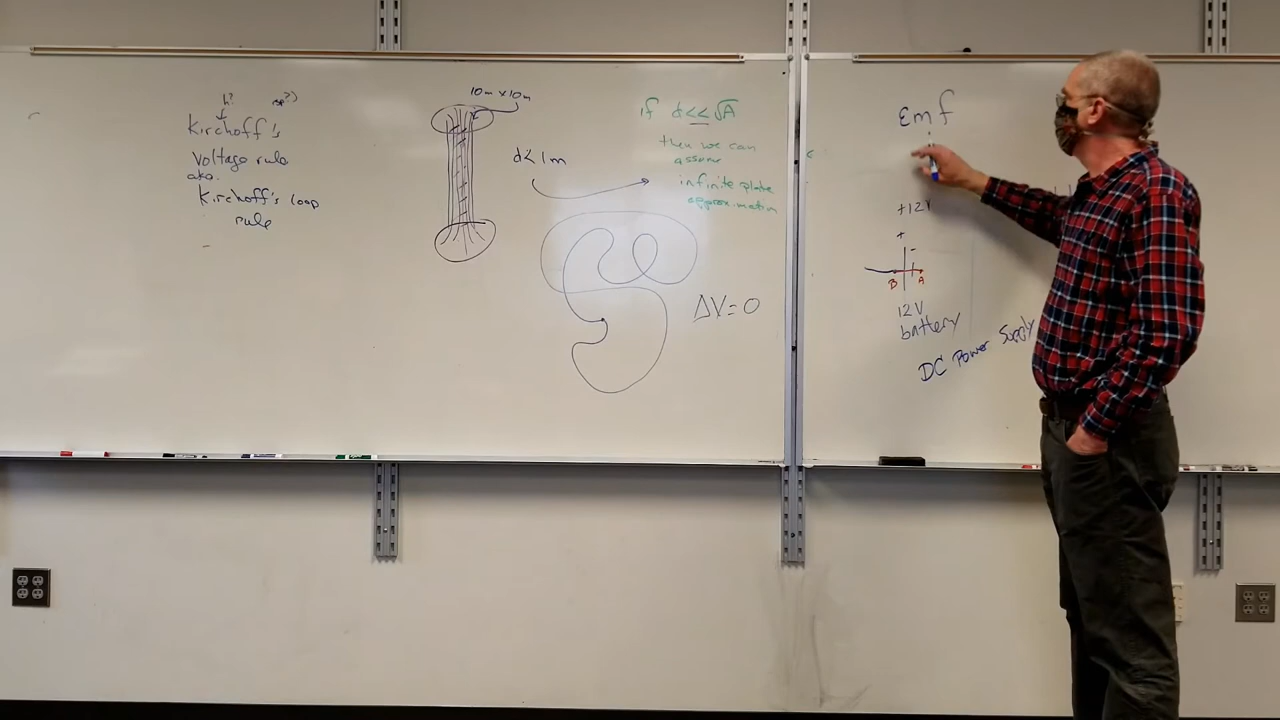 h?
sp?)
Kirchoff's
voltage rule
aka.
Kirchoff's loop
rule
10m x 10m
d < 1m
if d << √A
then we can
assume
infinite plate
approximation
ΔV = 0
Emf
+12V
+ -
B A
12V
battery
DC Power Supply